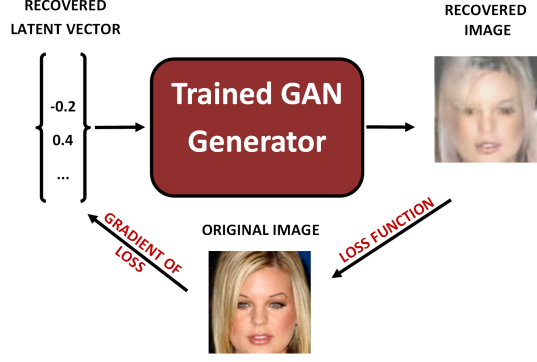 RECOVERED
LATENT VECTOR
RECOVERED
IMAGE
...
-0.2
0.4
...
Trained GAN
Generator
GRADIENT OF
LOSS
ORIGINAL IMAGE
LOSS FUNCTION